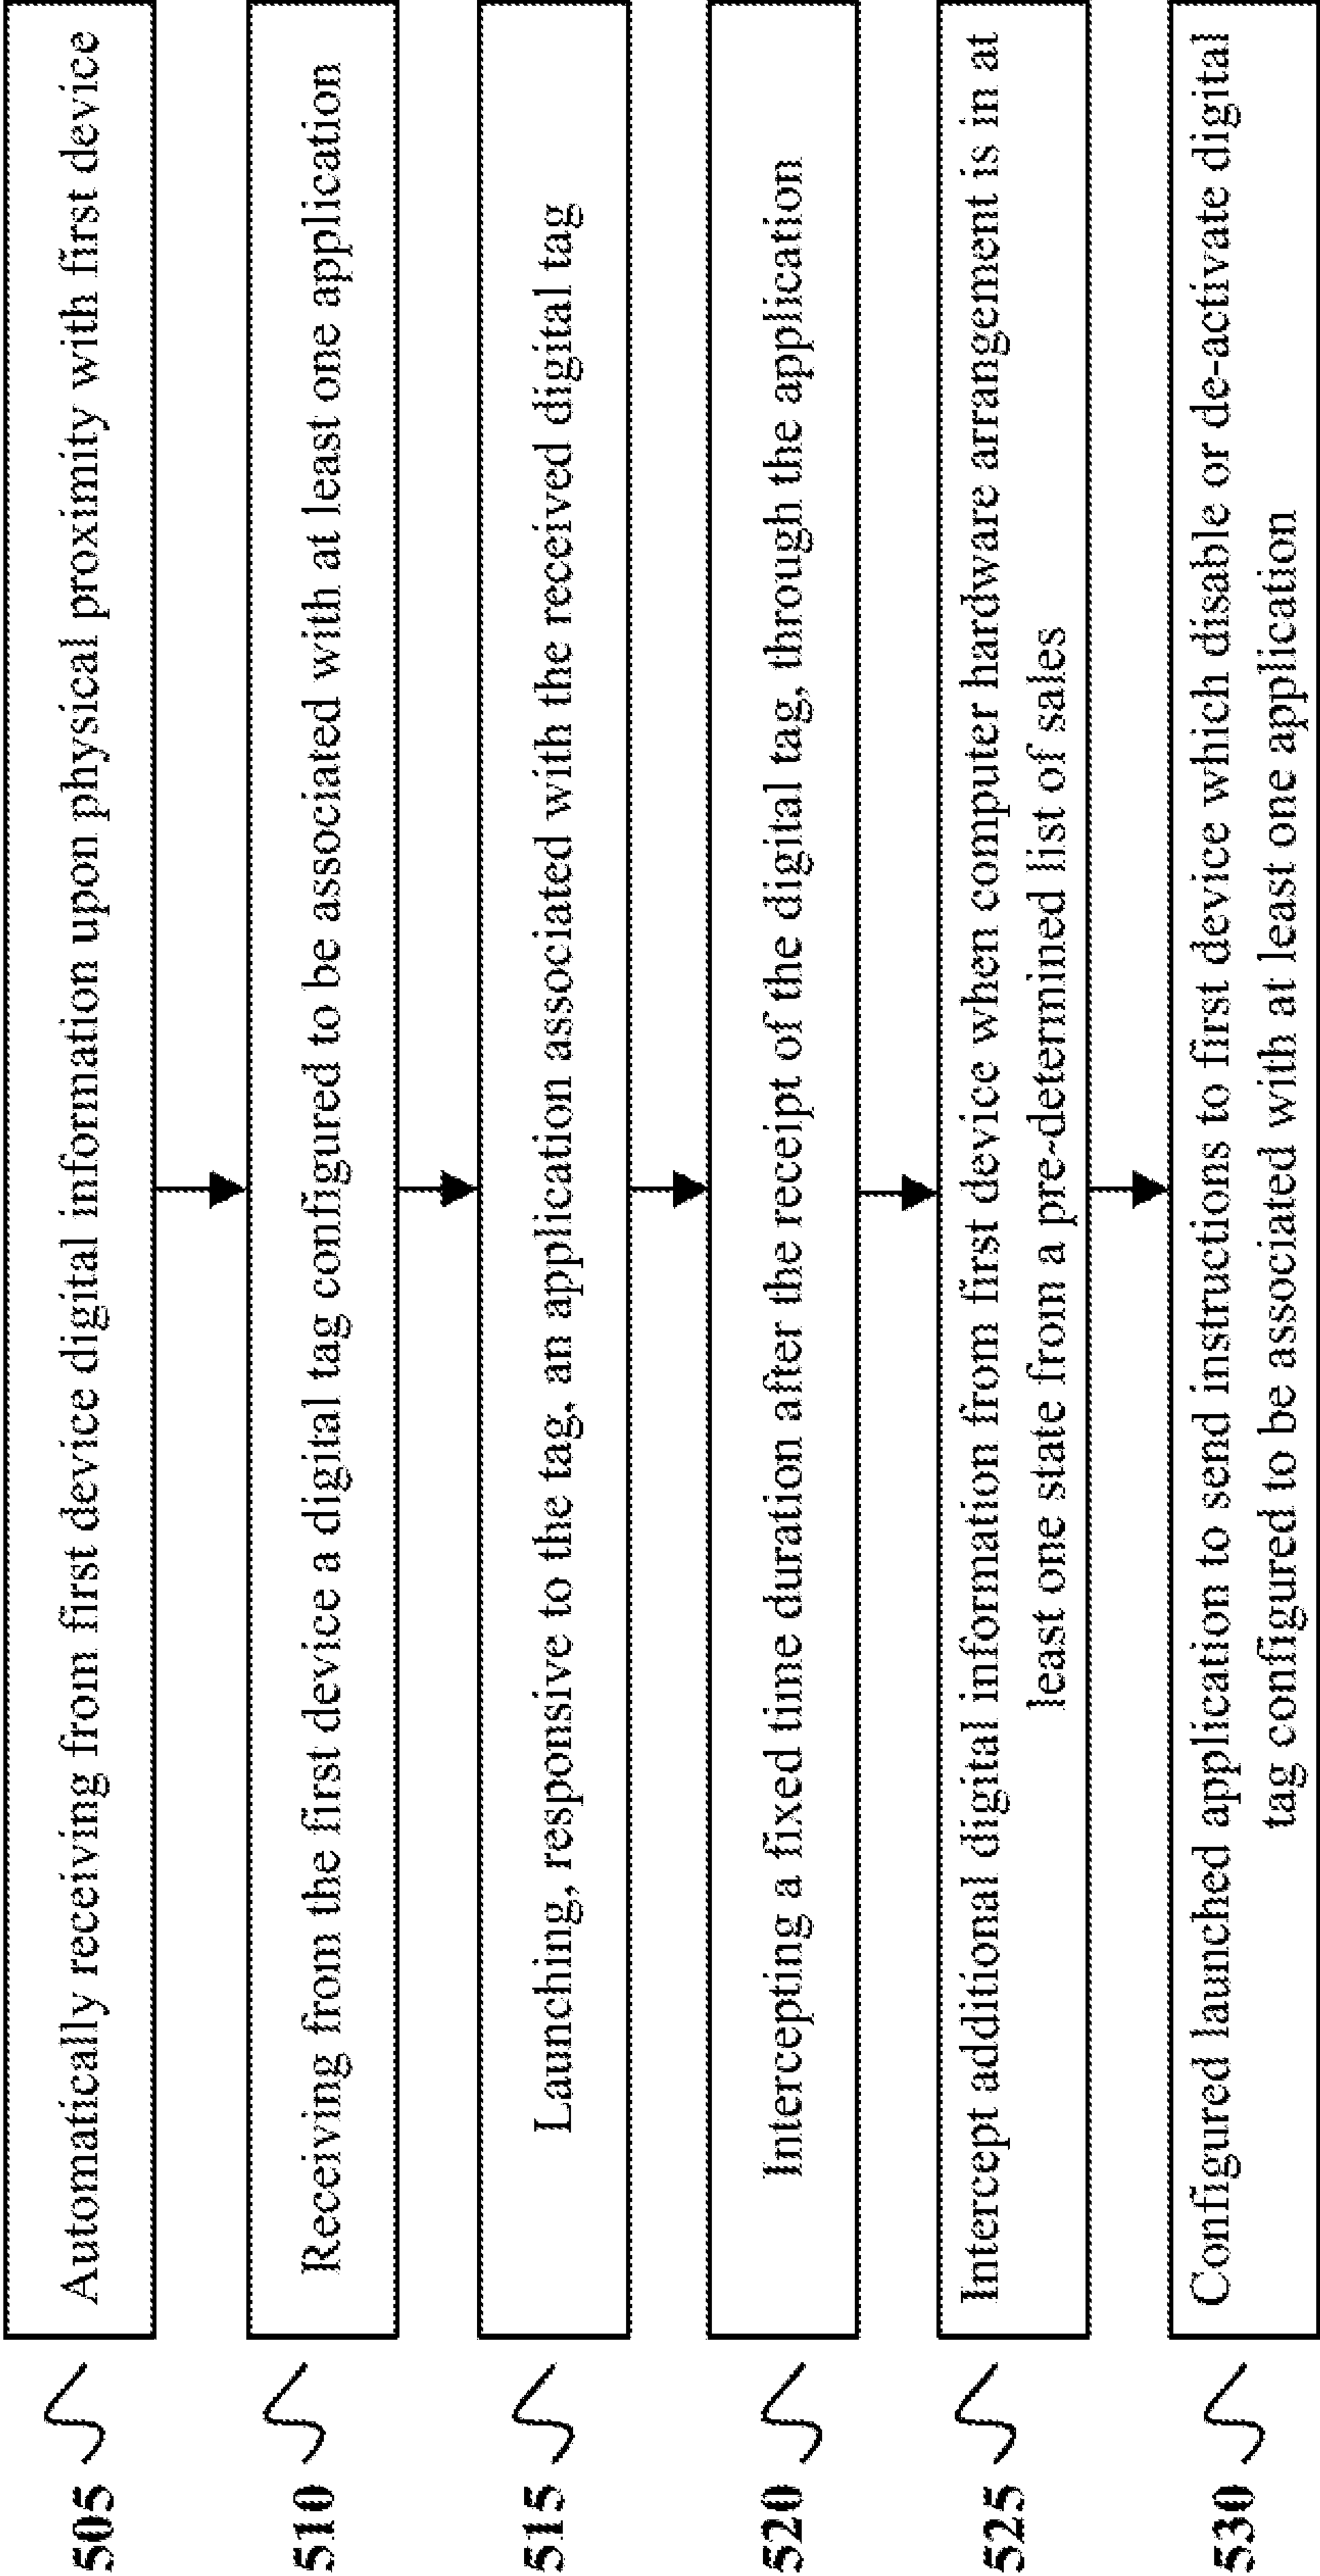 505
Automatically receiving from first device digital information upon physical proximity with first device
510
Receiving from the first device a digital tag configured to be associated with at least one application
515
Launching, responsive to the tag, an application associated with the received digital tag
520
Intercepting a fixed time duration after the receipt of the digital tag, through the application
525
Intercept additional digital information from first device when computer hardware arrangement is in at
least one state from a pre-determined list of sales
530
Configured launched application to send instructions to first device which disable or de-activate digital
tag configured to be associated with at least one application